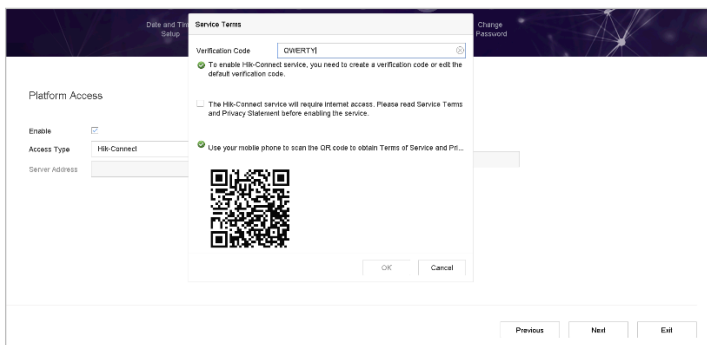 Date and Tim
Setup
Service Terms
Change
Password
Verification Code
QWERTY
To enable Hik-Connect service, you need to create a verification code or edit the
default verification code.
Platform Access
The Hik-Connect service will require internet access. Please read Service Terms
and Privacy Statement before enabling the service.
Enable
Access Type
Hik-Connect
Use your mobile phone to scan the QR code to obtain Terms of Service and Pri...
Server Address
OK
Cancel
Previous
Next
Exit